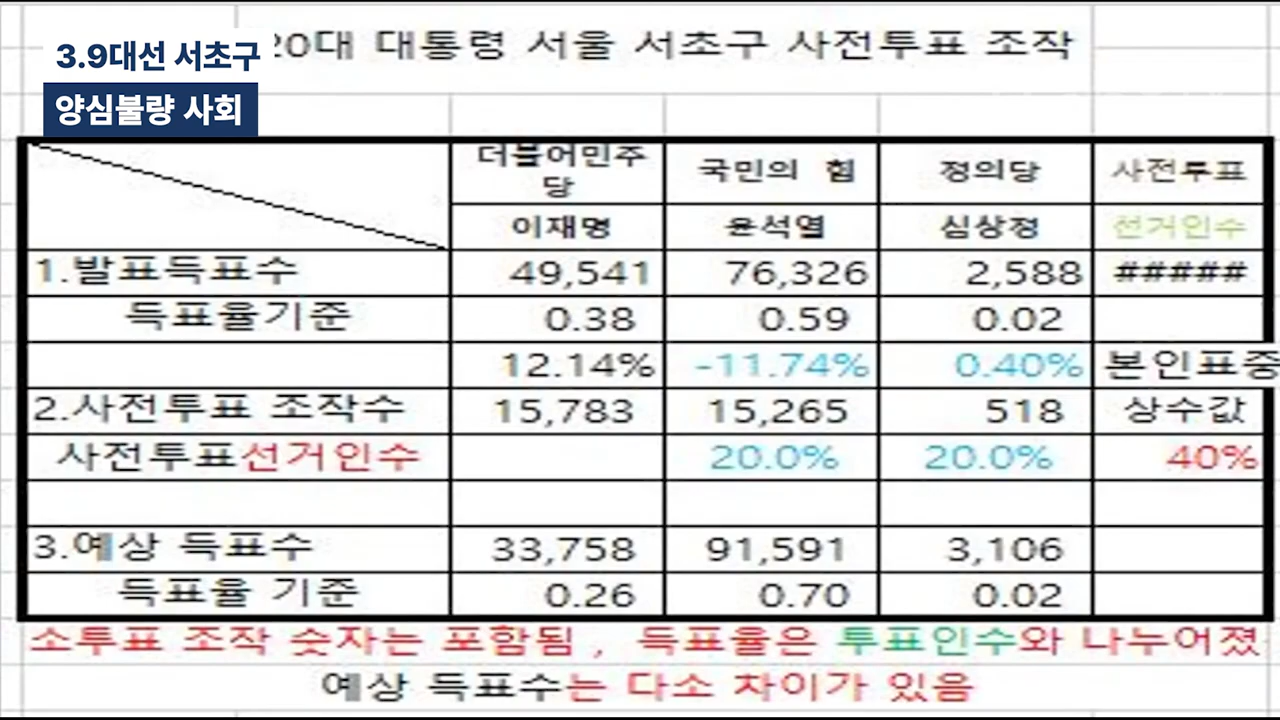 3.9대선 서초구
양심불량 사회
20대 대통령 서울 서초구 사전투표 조작
더불어민주당 국민의 힘 정의당 사전투표
이재명 윤석열 심상정 선거인수
1.발표득표수 49,541 76,326 2,588 #####
득표율기준 0.38 0.59 0.02
12.14% -11.74% 0.40% 본인표중
2.사전투표 조작수 15,783 15,265 518 상수값
사전투표선거인수 20.0% 20.0% 40%
3.예상 득표수 33,758 91,591 3,106
득표율 기준 0.26 0.70 0.02
소투표 조작 숫자는 포함됨 , 득표율은 투표인수와 나누어졌
예상 득표수는 다소 차이가 있음